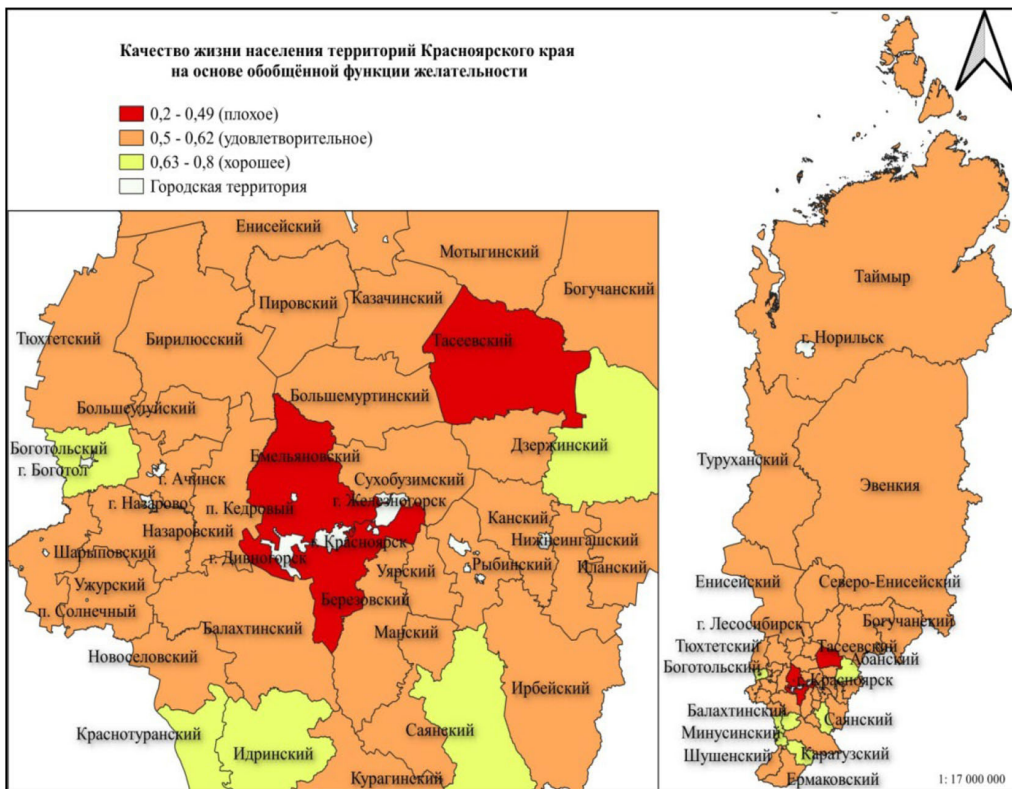 Качество жизни населения территорий Красноярского края
на основе обобщённой функции желательности
0,2 - 0,49 (плохое)
0,5 - 0,62 (удовлетворительное)
0,63 - 0,8 (хорошее)
Городская территория
Енисейский
Мотыгинский
Богучанский
Казачинский
Пировский
Тюхтетский
Бирилюсский
Тасеевский
Большемуртинский
Большеулуйский
Боготольский
г. Боготол
Дзержинский
Емельяновский
Сухобузимский
г. Ачинск
г. Железногорск
г. Назарово
п. Кедровый
Канский
Назаровский
г. Красноярск
Нижнеингашский
Шарыповский
г. Дивногорск
Уярский
Рыбинский
Иланский
Ужурский
Березовский
п. Солнечный
Балахтинский
Манский
Новоселовский
Ирбейский
Краснотуранский
Идринский
Саянский
Курагинский
Таймыр
г. Норильск
Туруханский
Эвенкия
Енисейский
Северо-Енисейский
г. Лесосибирск
Богучанский
Тюхтетский
Тасеевский
Абанский
Боготольский
г. Красноярск
Балахтинский
Саянский
Минусинский
Шушенский
Каратузский
Ермаковский
1: 17 000 000